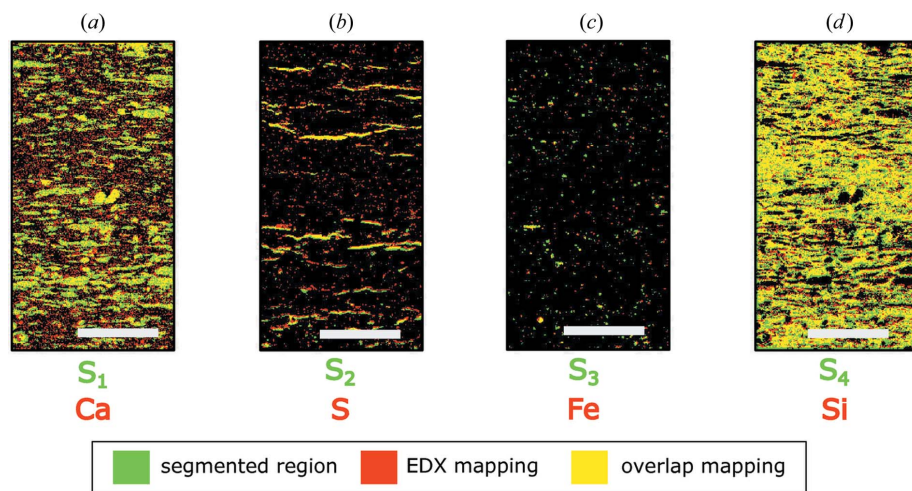 (a) (b) (c) (d)
S₁ S₂ S₃ S₄
Ca S Fe Si
segmented region EDX mapping overlap mapping